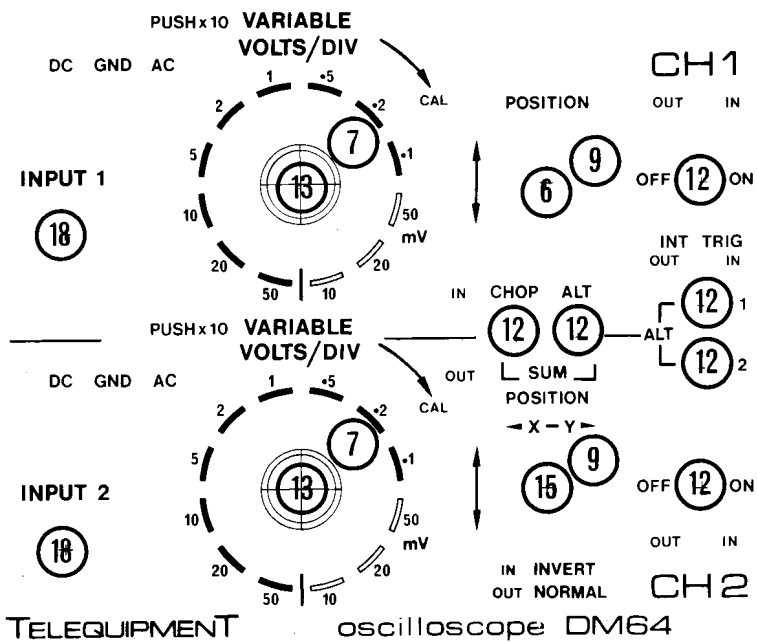 PUSH x 10 VARIABLE
VOLTS/DIV
DC GND AC
CH1
1 ·5
2 ·2
CAL
POSITION
OUT IN
7
5 ·1
9
INPUT 1
13
6
OFF 12 ON
18
10 50
mV
INT TRIG
OUT IN
20 20
50 10
IN CHOP ALT
12 12
12 1
ALT
12 2
PUSH x 10 VARIABLE
VOLTS/DIV
OUT SUM
DC GND AC
1 ·5
2 ·2
CAL
POSITION
X – Y
7
5 ·1
9
INPUT 2
13
15
OFF 12 ON
18
10 50
mV
OUT IN
20 20
50 10
IN INVERT
OUT NORMAL
CH2
TELEQUIPMENT oscilloscope DM64